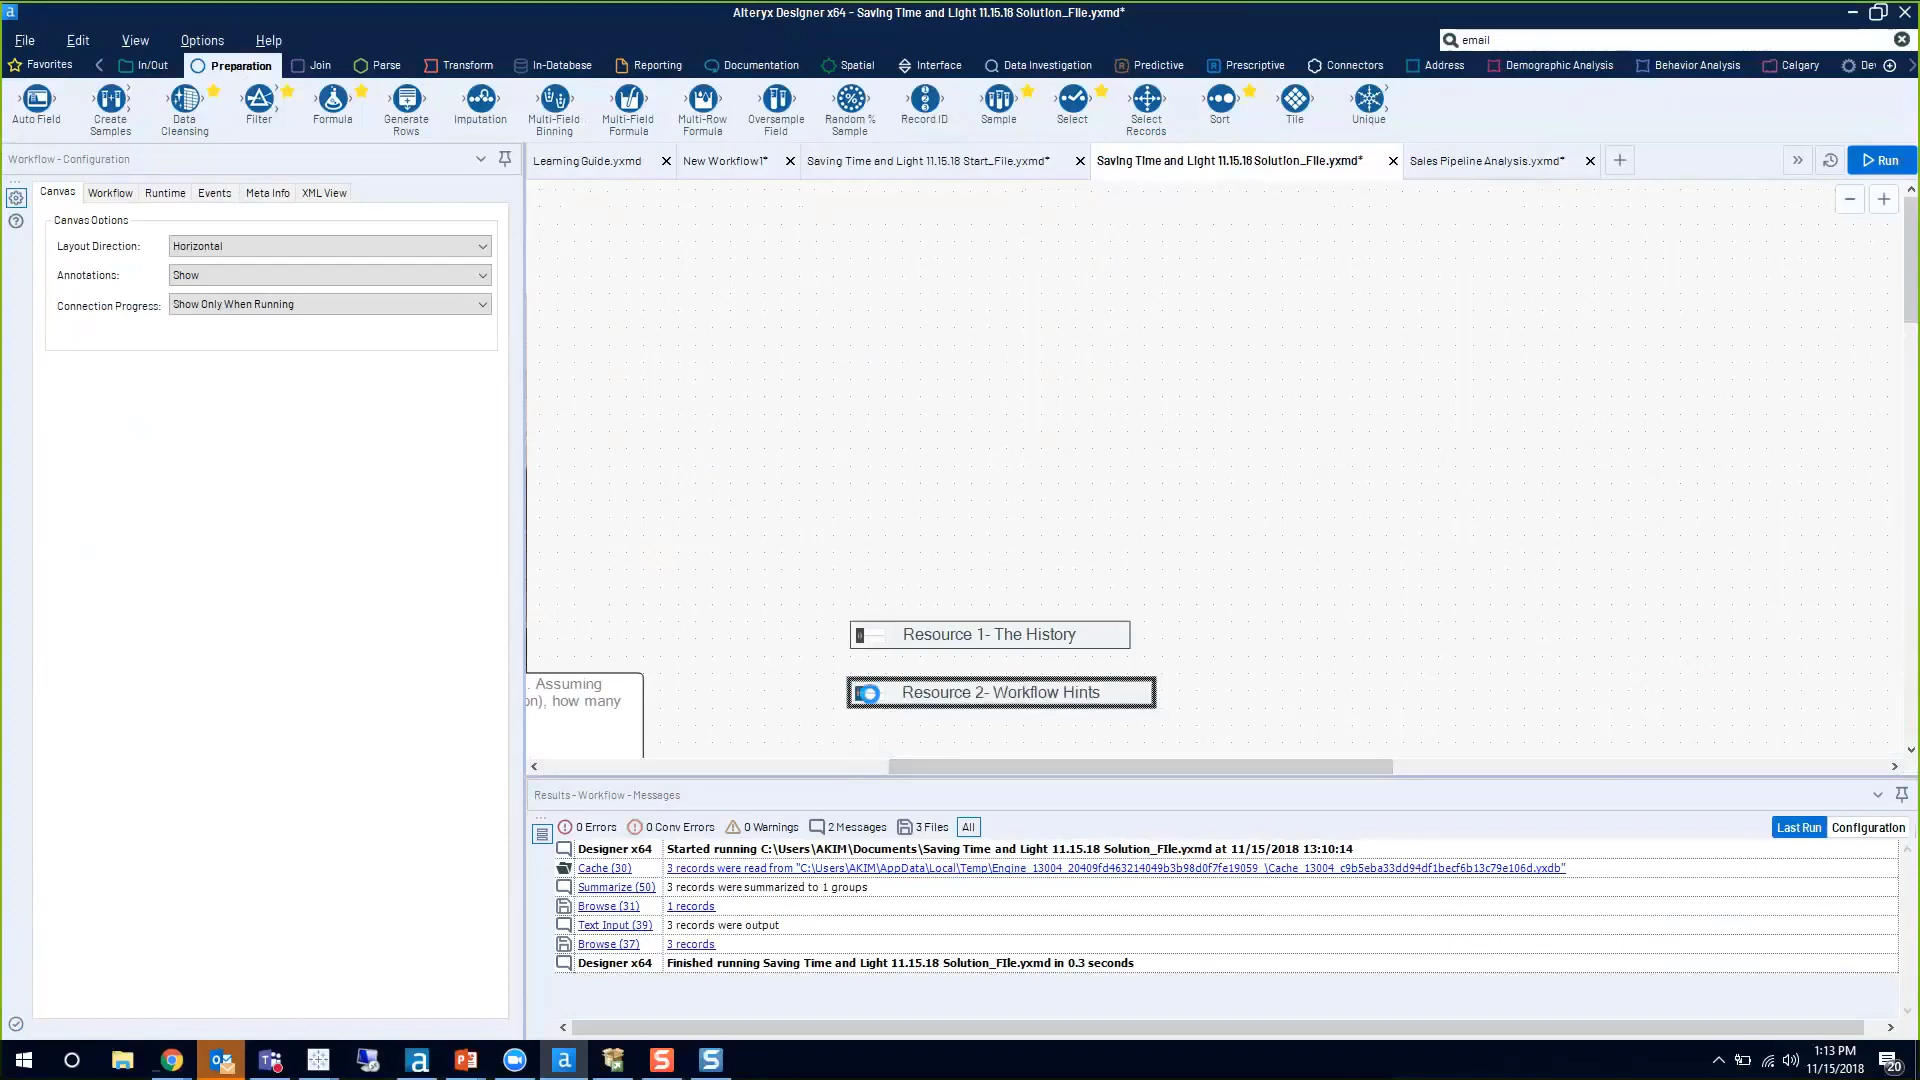 Alteryx Designer x64 - Saving Time and Light 11.15.18 Solution_File.yxmd*
File Edit View Options Help
email
Favorites In/Out Preparation Join Parse Transform In-Database Reporting Documentation Spatial Interface Data Investigation Predictive Prescriptive Connectors Address Demographic Analysis Behavior Analysis Calgary De
Auto Field Create Samples Data Cleansing Filter Formula Generate Rows Imputation Multi-Field Binning Multi-Field Formula Multi-Row Formula Oversample Field Random % Sample Record ID Sample Select Select Records Sort Tile Unique
Workflow - Configuration
Learning Guide.yxmd New Workflow1* Saving Time and Light 11.15.18 Start_File.yxmd* Saving Time and Light 11.15.18 Solution_File.yxmd* Sales Pipeline Analysis.yxmd* Run
Canvas Workflow Runtime Events Meta Info XML View
Canvas Options
Layout Direction: Horizontal
Annotations: Show
Connection Progress: Show Only When Running
Resource 1- The History
. Assuming
on), how many
Resource 2- Workflow Hints
Results - Workflow - Messages
0 Errors 0 Conv Errors 0 Warnings 2 Messages 3 Files All Last Run Configuration
Designer x64 Started running C:\Users\AKIM\Documents\Saving Time and Light 11.15.18 Solution_FIle.yxmd at 11/15/2018 13:10:14
Cache (30) 3 records were read from "C:\Users\AKIM\AppData\Local\Temp\Engine_13004_20409fd463214049b3b98d0f7fe19059_\Cache_13004_c9b5eba33dd94df1becf6b13c79e106d.yxdb"
Summarize (50) 3 records were summarized to 1 groups
Browse (31) 1 records
Text Input (39) 3 records were output
Browse (37) 3 records
Designer x64 Finished running Saving Time and Light 11.15.18 Solution_FIle.yxmd in 0.3 seconds
1:13 PM
11/15/2018
20